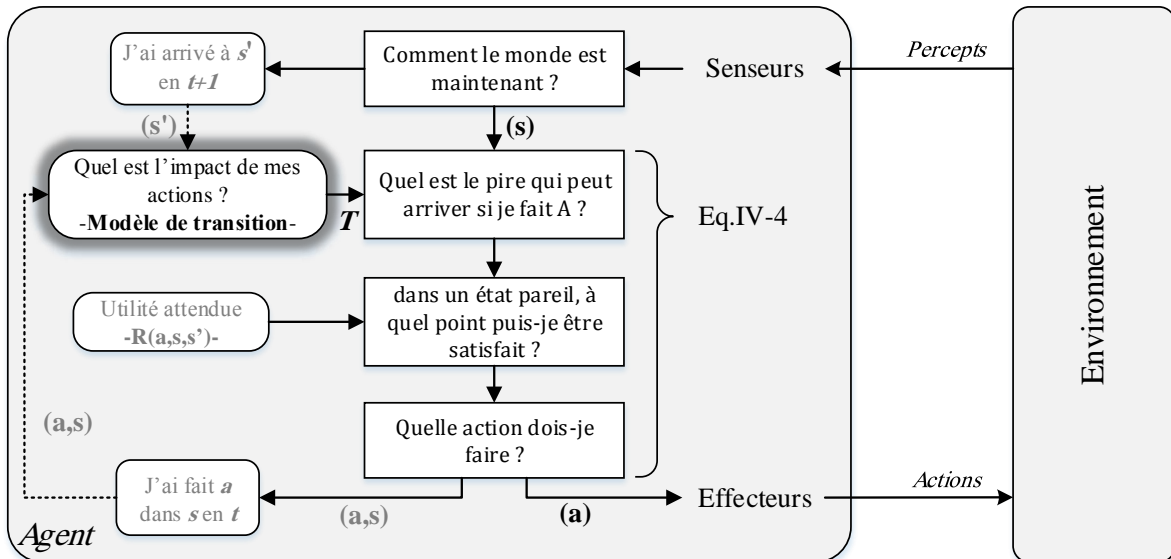 J'ai arrivé à s'
en t+1
Comment le monde est
maintenant ?
Senseurs
Percepts
(s')
(s)
Quel est l'impact de mes
actions ?
-Modèle de transition-
T
Quel est le pire qui peut
arriver si je fait A ?
Eq.IV-4
Environnement
Utilité attendue
-R(a,s,s’)-
dans un état pareil, à
quel point puis-je être
satisfait ?
(a,s)
Quelle action dois-je
faire ?
J'ai fait a
dans s en t
(a,s)
(a)
Effecteurs
Actions
Agent